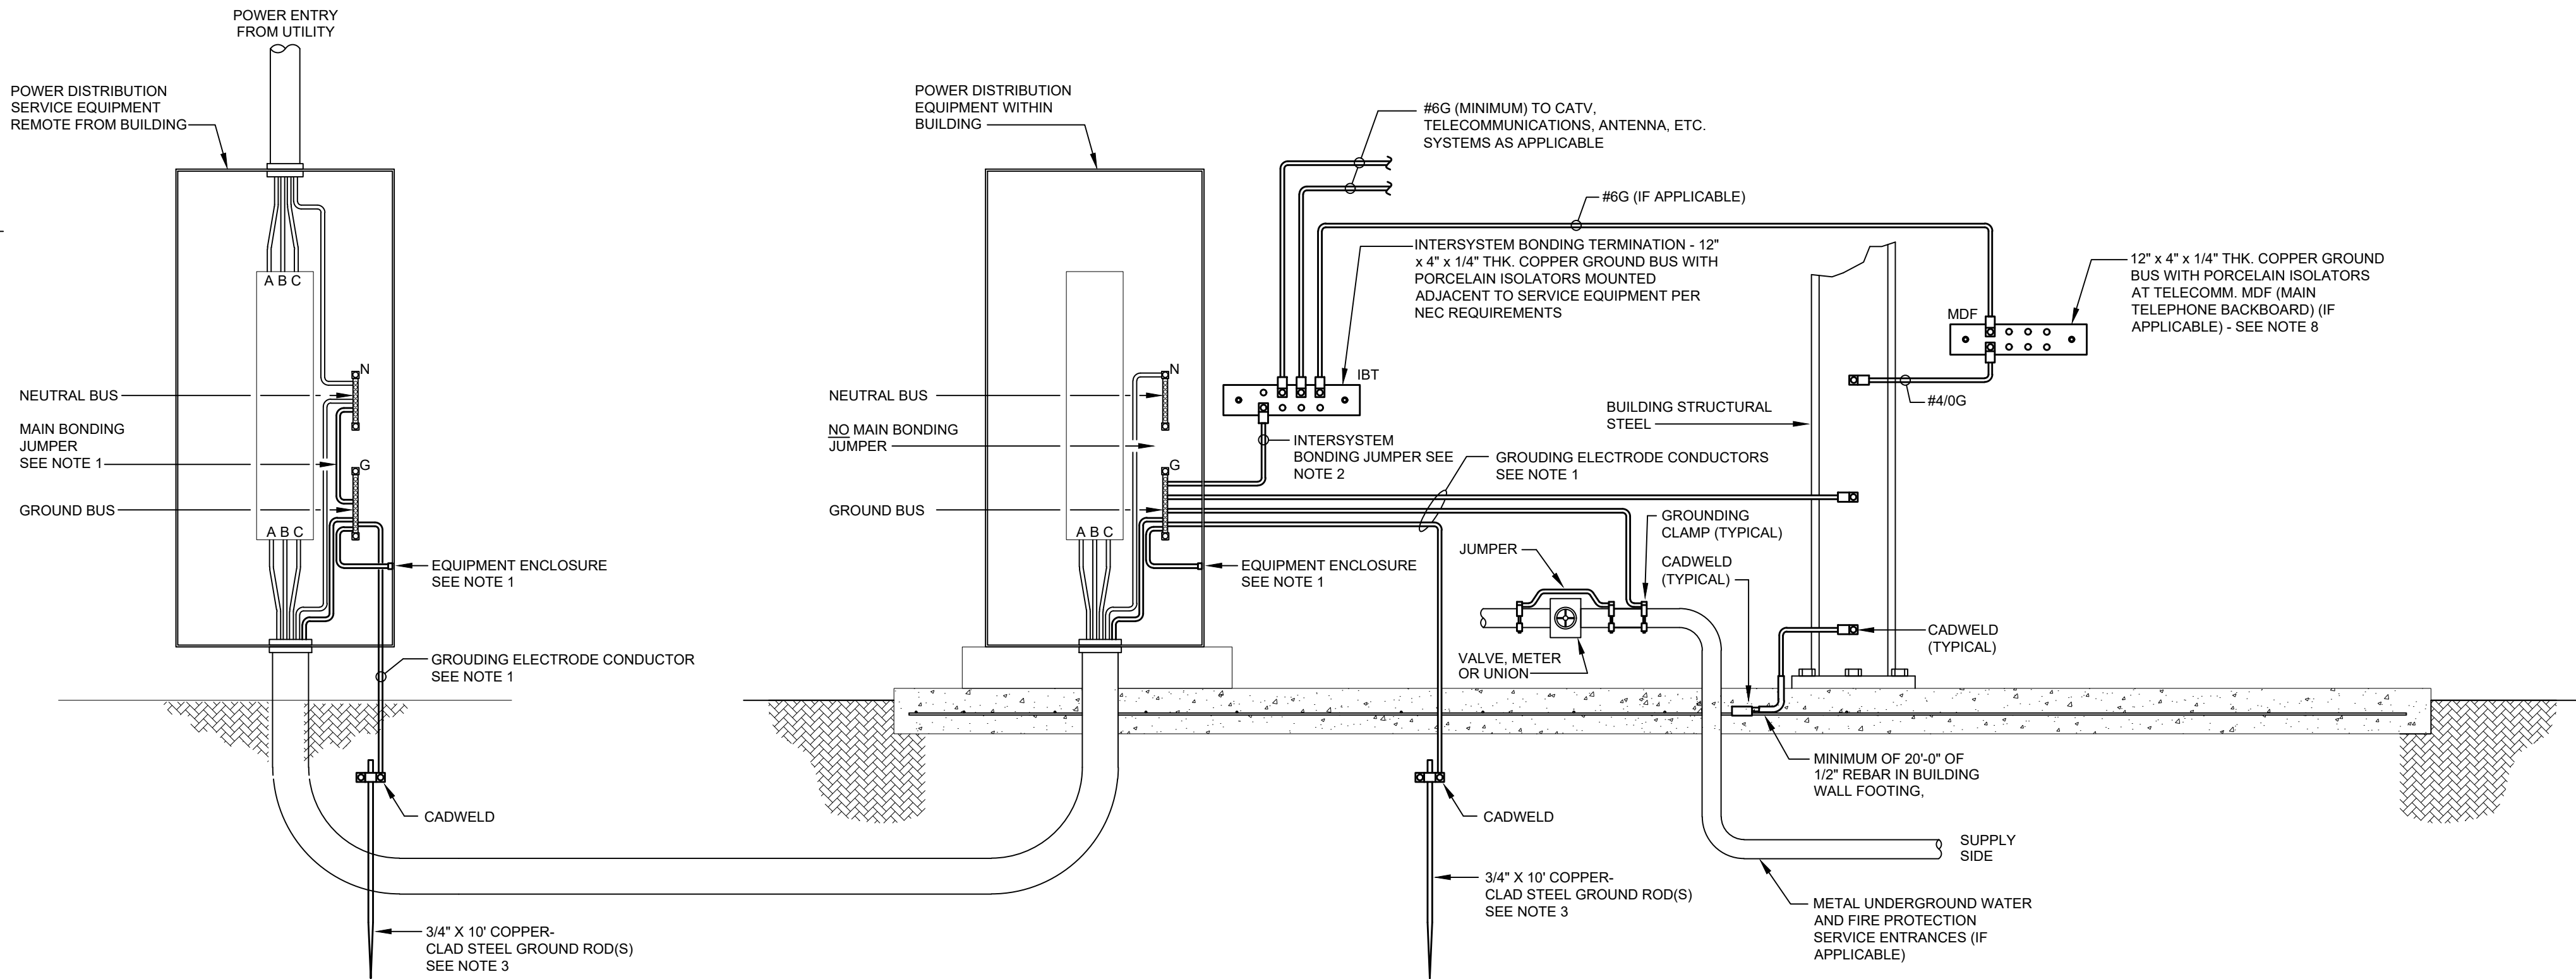 POWER ENTRY
FROM UTILITY
POWER DISTRIBUTION
SERVICE EQUIPMENT
REMOTE FROM BUILDING
A B C
N
NEUTRAL BUS
MAIN BONDING
JUMPER
SEE NOTE 1
G
GROUND BUS
A B C
EQUIPMENT ENCLOSURE
SEE NOTE 1
GROUDING ELECTRODE CONDUCTOR
SEE NOTE 1
CADWELD
3/4" X 10' COPPER-
CLAD STEEL GROUND ROD(S)
SEE NOTE 3
POWER DISTRIBUTION
EQUIPMENT WITHIN
BUILDING
N
NEUTRAL BUS
NO MAIN BONDING
JUMPER
G
GROUND BUS
A B C
EQUIPMENT ENCLOSURE
SEE NOTE 1
#6G (MINIMUM) TO CATV,
TELECOMMUNICATIONS, ANTENNA, ETC.
SYSTEMS AS APPLICABLE
#6G (IF APPLICABLE)
INTERSYSTEM BONDING TERMINATION - 12"
x 4" x 1/4" THK. COPPER GROUND BUS WITH
PORCELAIN ISOLATORS MOUNTED
ADJACENT TO SERVICE EQUIPMENT PER
NEC REQUIREMENTS
IBT
INTERSYSTEM
BONDING JUMPER SEE
NOTE 2
GROUDING ELECTRODE CONDUCTORS
SEE NOTE 1
12" x 4" x 1/4" THK. COPPER GROUND
BUS WITH PORCELAIN ISOLATORS
AT TELECOMM. MDF (MAIN
TELEPHONE BACKBOARD) (IF
APPLICABLE) - SEE NOTE 8
MDF
#4/0G
BUILDING STRUCTURAL
STEEL
GROUNDING
CLAMP (TYPICAL)
JUMPER
CADWELD
(TYPICAL)
CADWELD
(TYPICAL)
VALVE, METER
OR UNION
MINIMUM OF 20'-0" OF
1/2" REBAR IN BUILDING
WALL FOOTING,
CADWELD
SUPPLY
SIDE
3/4" X 10' COPPER-
CLAD STEEL GROUND ROD(S)
SEE NOTE 3
METAL UNDERGROUND WATER
AND FIRE PROTECTION
SERVICE ENTRANCES (IF
APPLICABLE)